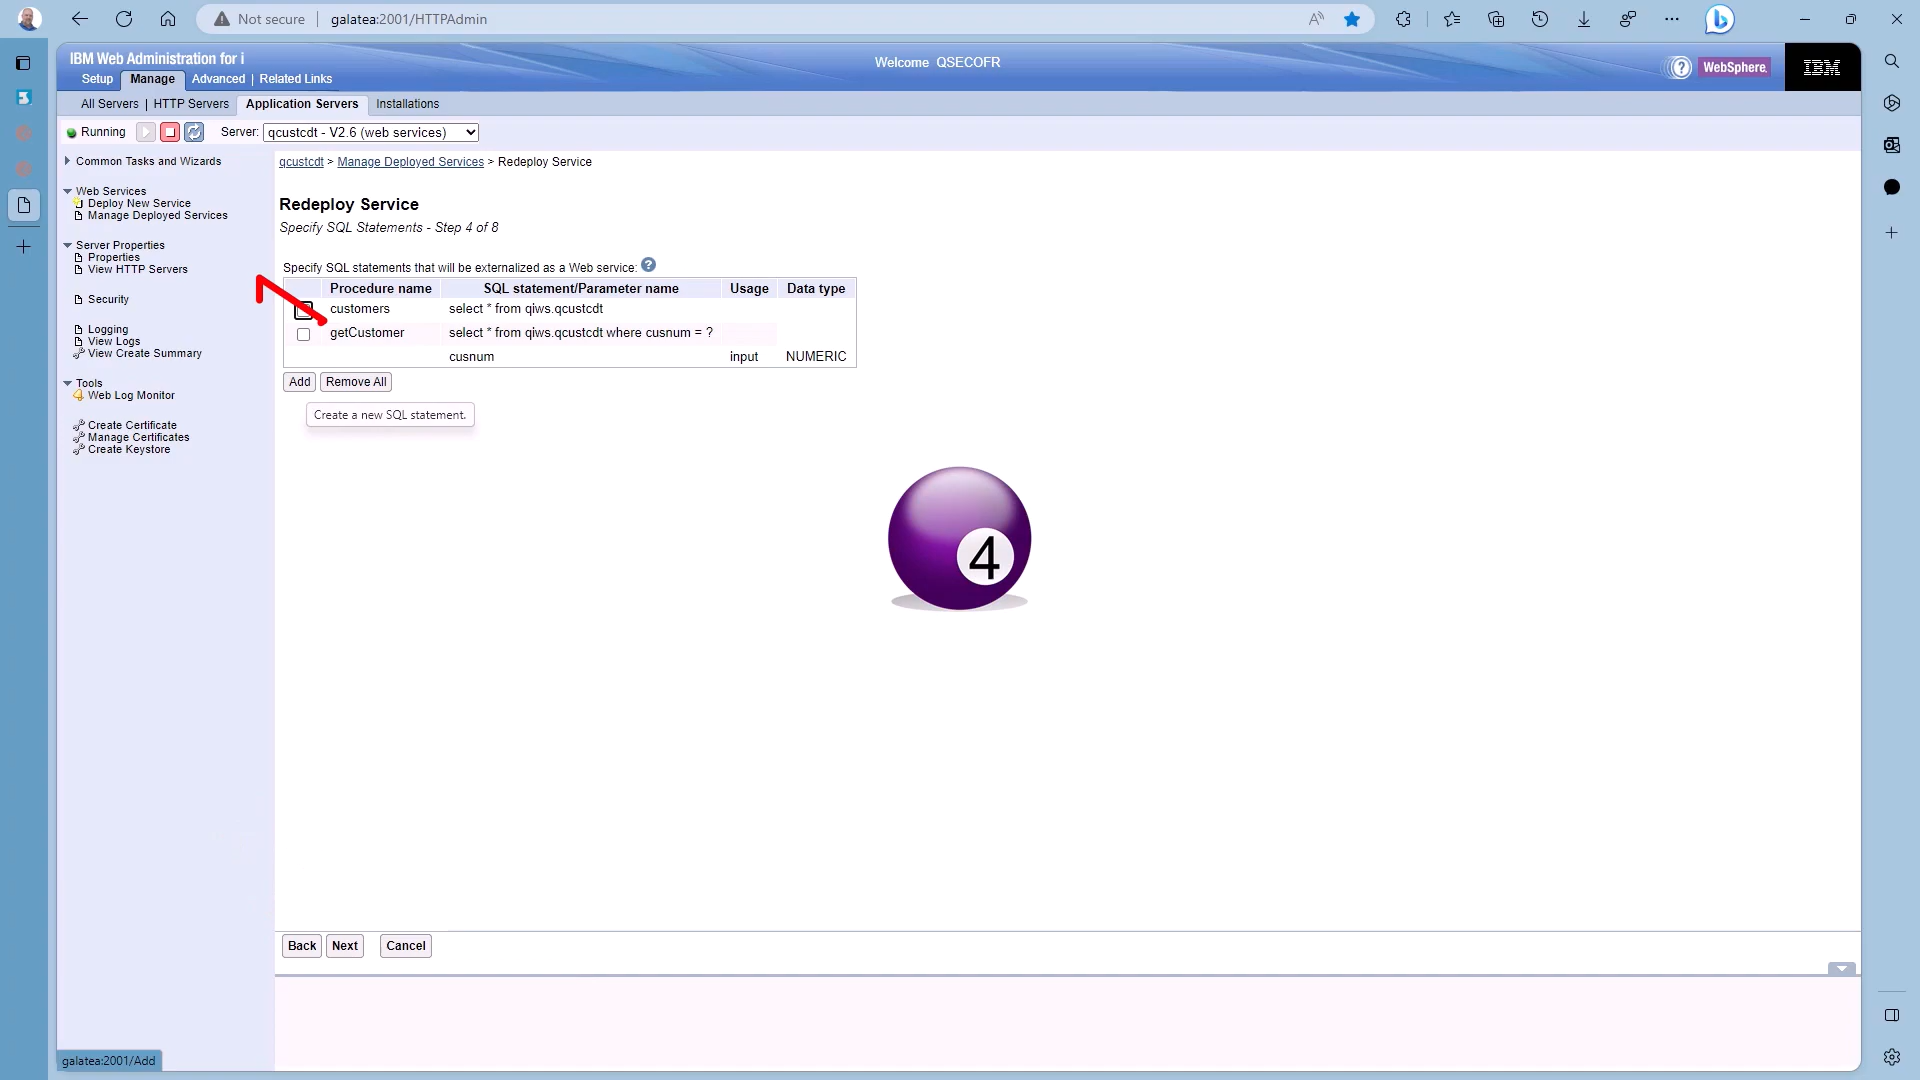 Not secure
galatea:2001/HTTPAdmin
IBM Web Administration for i
Welcome QSECOFR
WebSphere.
IBM
Setup Manage Advanced | Related Links
All Servers | HTTP Servers Application Servers Installations
Running Server: qcustcdt - V2.6 (web services)
Common Tasks and Wizards
Web Services
Deploy New Service
Manage Deployed Services
Server Properties
Properties
View HTTP Servers
Security
Logging
View Logs
View Create Summary
Tools
Web Log Monitor
Create Certificate
Manage Certificates
Create Keystore
qcustcdt > Manage Deployed Services > Redeploy Service
Redeploy Service
Specify SQL Statements - Step 4 of 8
Specify SQL statements that will be externalized as a Web service: ?
Procedure name SQL statement/Parameter name Usage Data type
customers select * from qiws.qcustcdt
getCustomer select * from qiws.qcustcdt where cusnum = ?
cusnum input NUMERIC
Add Remove All
Create a new SQL statement.
4
Back Next Cancel
galatea:2001/Add